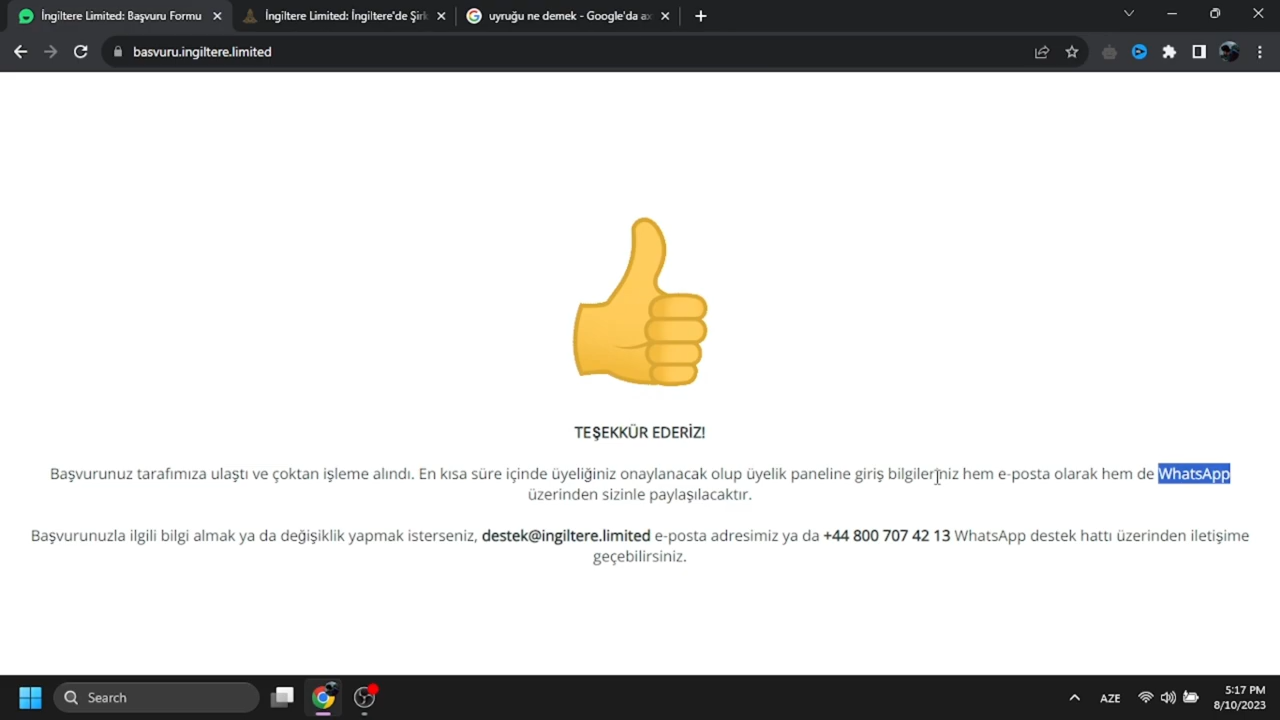 İngiltere Limited: Başvuru Formu
İngiltere Limited: İngiltere'de Şirk
uyruğu ne demek - Google'da ax
basvuru.ingiltere.limited
TEŞEKKÜR EDERİZ!
Başvurunuz tarafımıza ulaştı ve çoktan işleme alındı. En kısa süre içinde üyeliğiniz onaylanacak olup üyelik paneline giriş bilgileriniz hem e-posta olarak hem de WhatsApp
üzerinden sizinle paylaşılacaktır.
Başvurunuzla ilgili bilgi almak ya da değişiklik yapmak isterseniz, destek@ingiltere.limited e-posta adresimiz ya da +44 800 707 42 13 WhatsApp destek hattı üzerinden iletişime
geçebilirsiniz.
Search
AZE
5:17 PM
8/10/2023